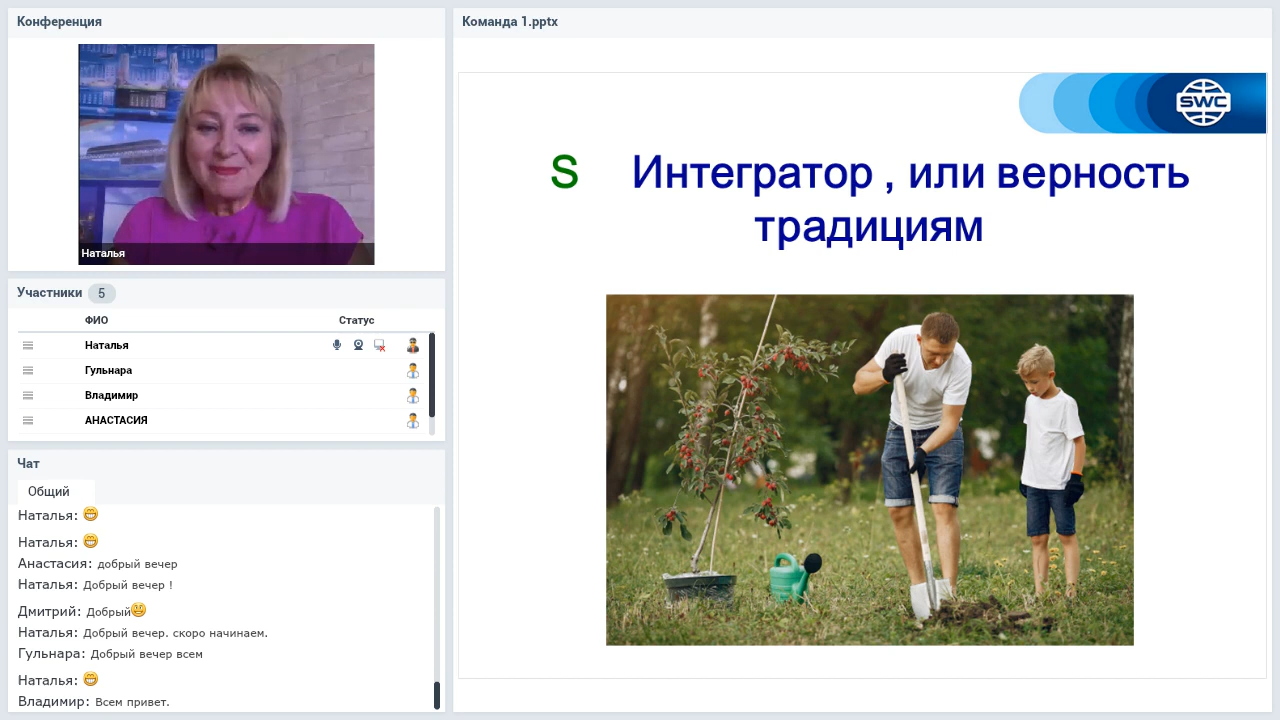 Конференция
Наталья
Участники 5
ФИО Статус
Наталья
Гульнара
Владимир
АНАСТАСИЯ
Чат
Общий
Наталья:
Наталья:
Анастасия: добрый вечер
Наталья: Добрый вечер !
Дмитрий: Добрый
Наталья: Добрый вечер. скоро начинаем.
Гульнара: Добрый вечер всем
Наталья:
Владимир: Всем привет.
Команда 1.pptx
SWC
S Интегратор , или верность
традициям